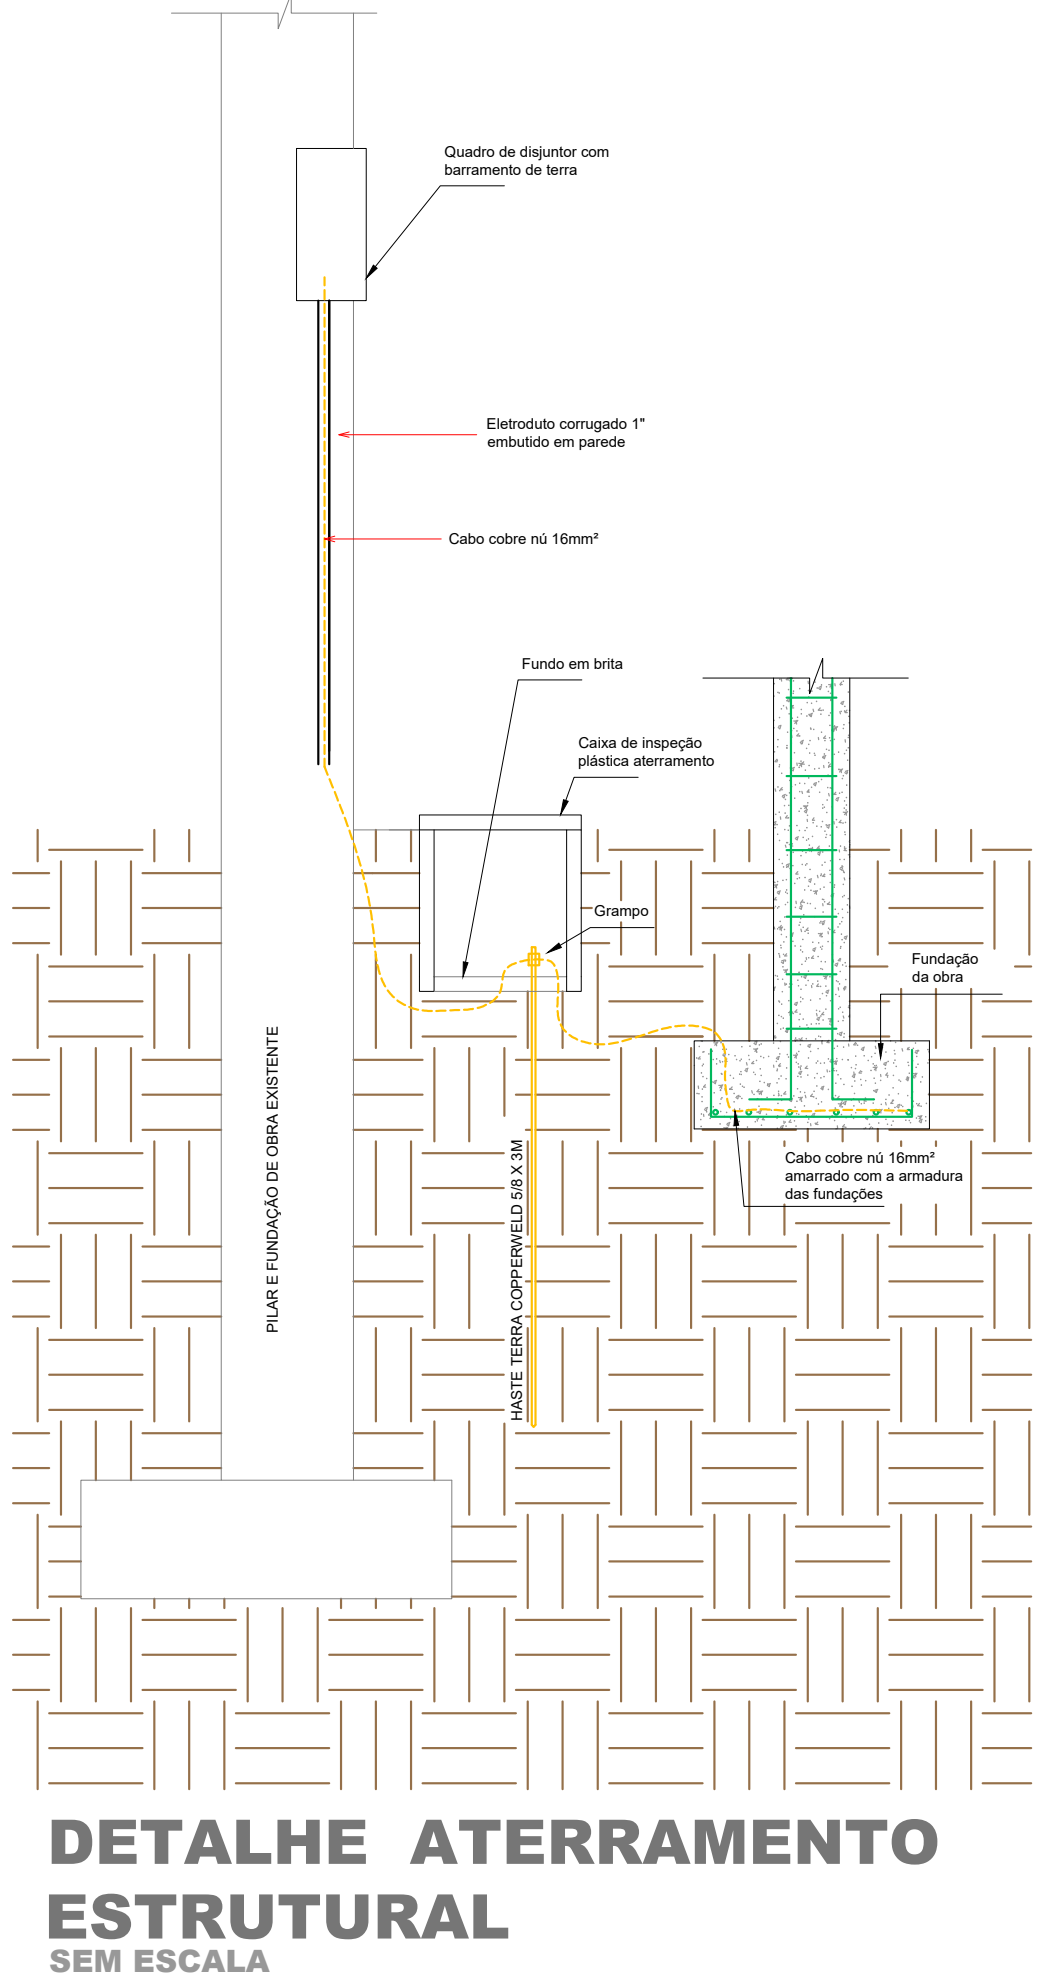 Quadro de disjuntor com
barramento de terra
Eletroduto corrugado 1"
embutido em parede
Cabo cobre nú 16mm²
Fundo em brita
Caixa de inspeção
plástica aterramento
Grampo
Fundação
da obra
PILAR E FUNDAÇÃO DE OBRA EXISTENTE
HASTE TERRA COPPERWELD 5/8 X 3M
Cabo cobre nú 16mm²
amarrado com a armadura
das fundações
DETALHE ATERRAMENTO
ESTRUTURAL
SEM ESCALA